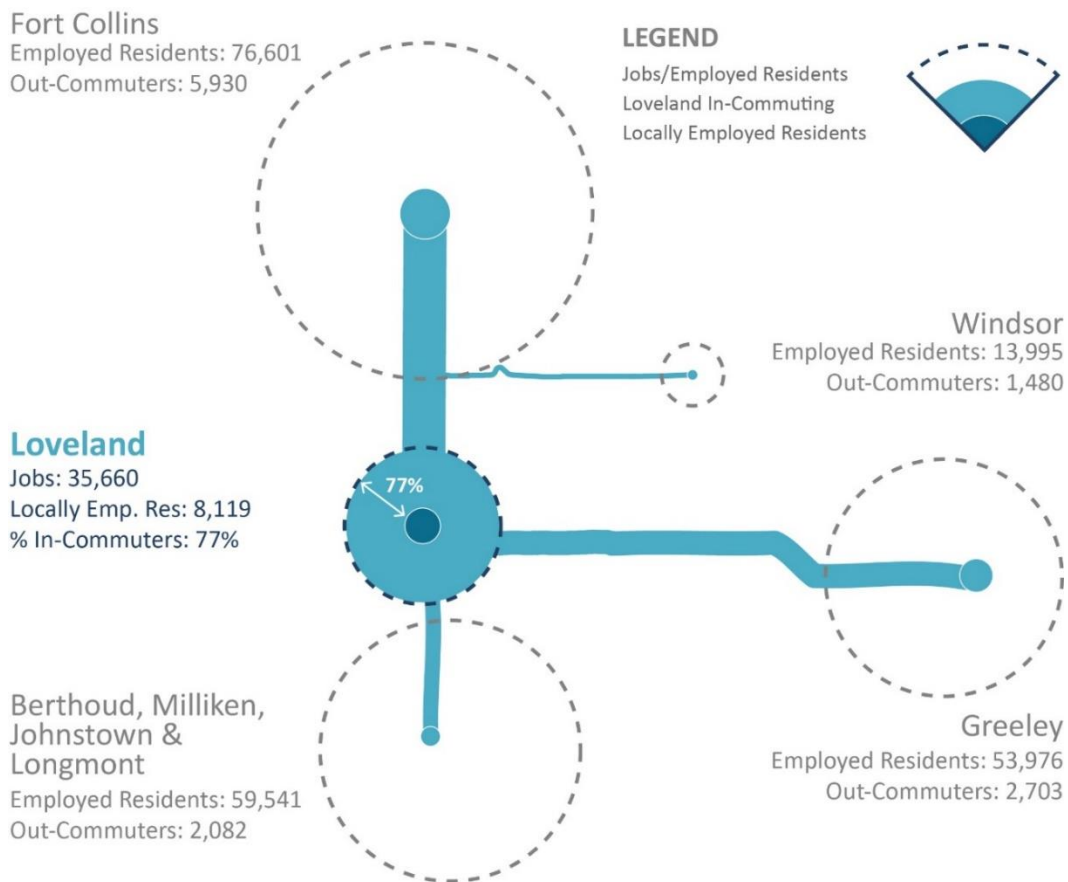 Fort Collins
Employed Residents: 76,601
Out-Commuters: 5,930
LEGEND
Jobs/Employed Residents
Loveland In-Commuting
Locally Employed Residents
Windsor
Employed Residents: 13,995
Out-Commuters: 1,480
Loveland
Jobs: 35,660
Locally Emp. Res: 8,119
% In-Commuters: 77%
77%
Berthoud, Milliken,
Johnstown &
Longmont
Employed Residents: 59,541
Out-Commuters: 2,082
Greeley
Employed Residents: 53,976
Out-Commuters: 2,703